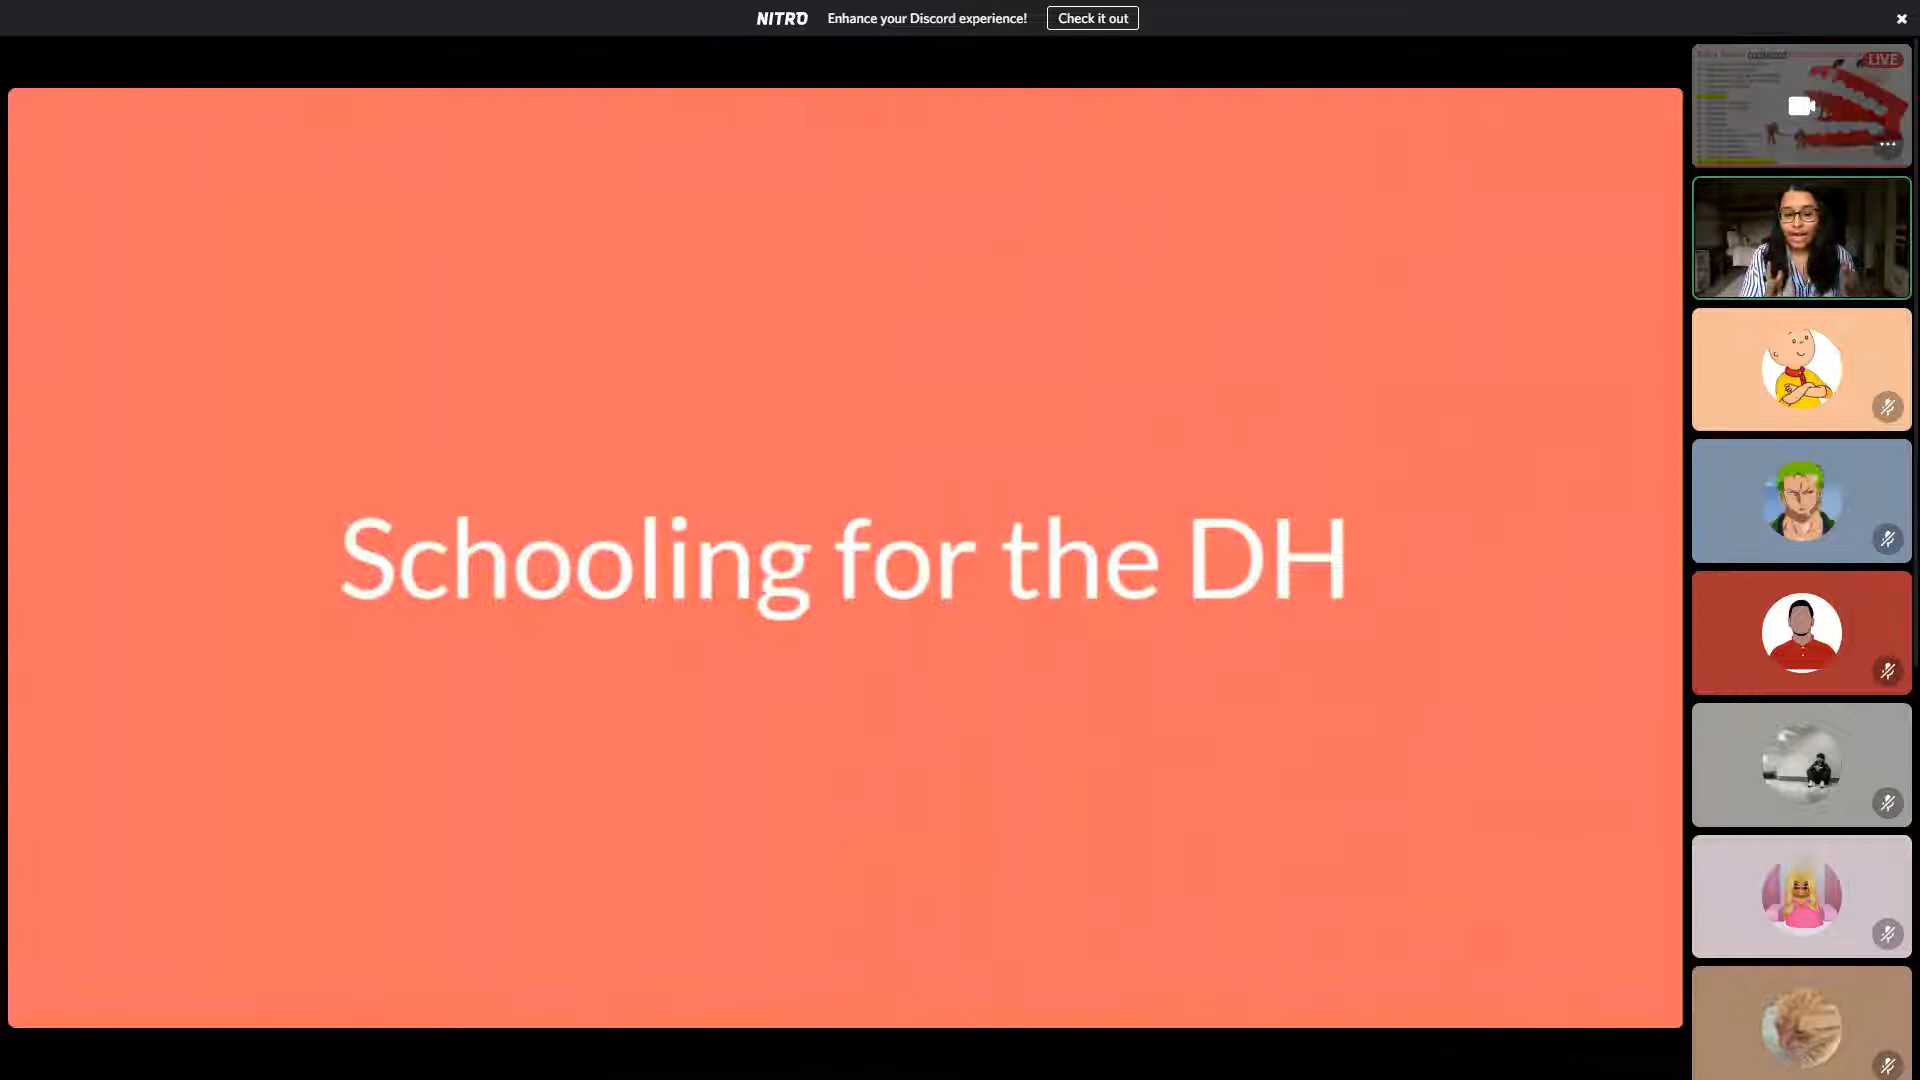 NITRO Enhance your Discord experience! Check it out
LIVE
Schooling for the DH